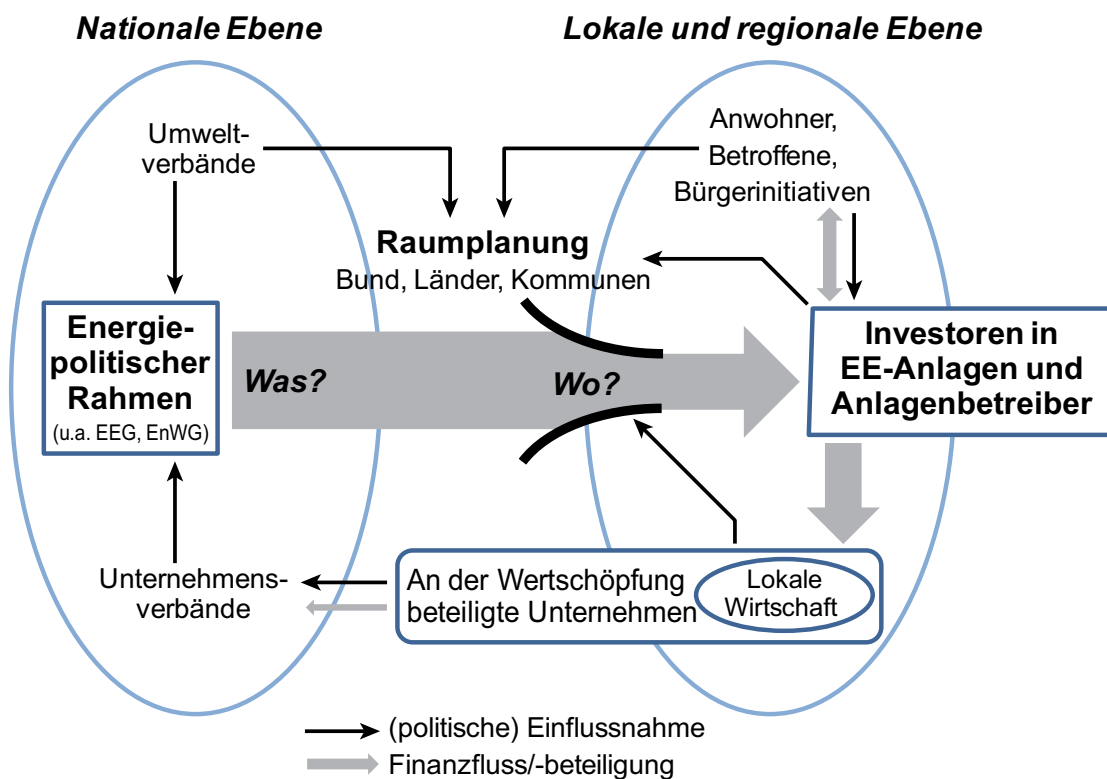 Nationale Ebene
Lokale und regionale Ebene
Umwelt-
verbände
Anwohner,
Betroffene,
Bürgerinitiativen
Raumplanung
Bund, Länder, Kommunen
Energie-
politischer
Rahmen
(u.a. EEG, EnWG)
Was?
Wo?
Investoren in
EE-Anlagen und
Anlagenbetreiber
Unternehmens-
verbände
An der Wertschöpfung
beteiligte Unternehmen
Lokale
Wirtschaft
(politische) Einflussnahme
Finanzfluss/-beteiligung